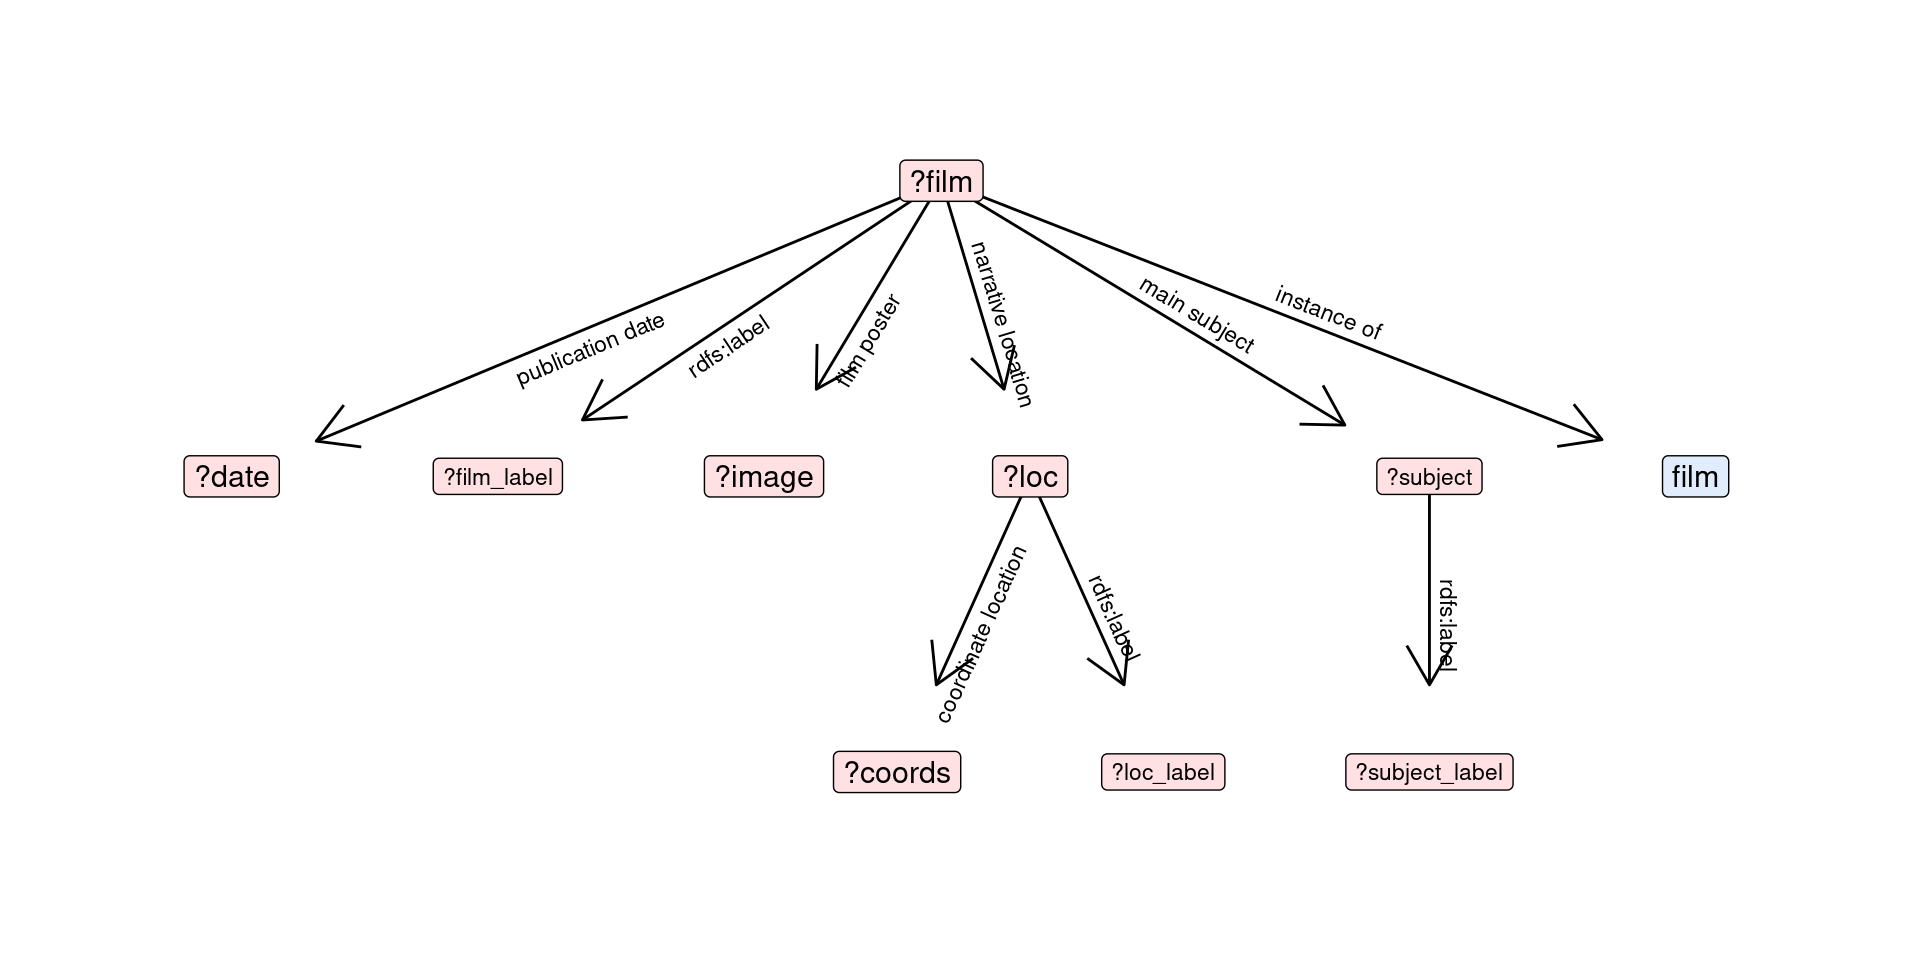 ?film
publication date
rdfs:label
film poster
narrative location
main subject
instance of
?date
?film_label
?image
?loc
?subject
film
coordinate location
rdfs:label
rdfs:label
?coords
?loc_label
?subject_label